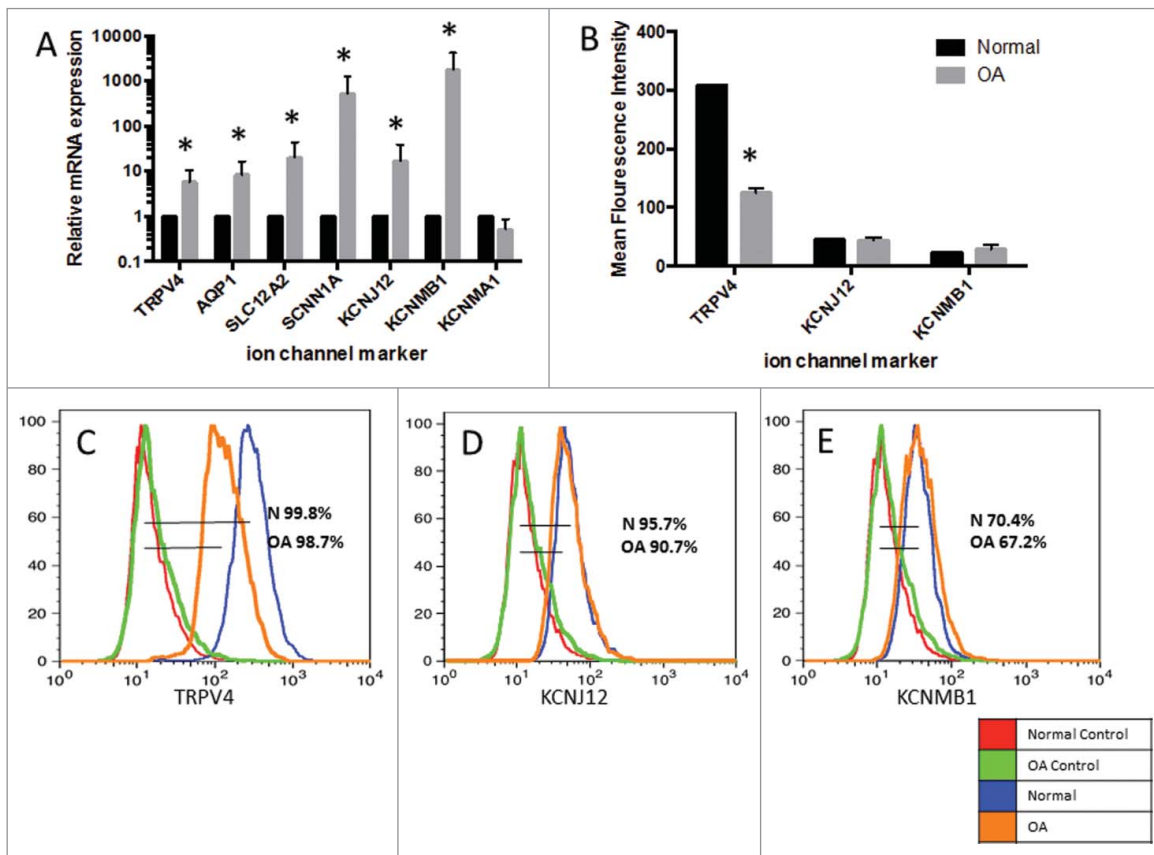 A
Relative mRNA expression
10000
1000
100
10
1
0.1
*
*
*
*
*
*
TRPV4
AQP1
SLC12A2
SCNN1A
KCNJ12
KCNMB1
KCNMA1
ion channel marker
B
Mean Flourescence Intensity
400
300
200
100
0
*
Normal
OA
TRPV4
KCNJ12
KCNMB1
ion channel marker
C
100
80
60
40
20
0
N 99.8%
OA 98.7%
10⁰ 10¹ 10² 10³ 10⁴
TRPV4
D
100
80
60
40
20
0
N 95.7%
OA 90.7%
10⁰ 10¹ 10² 10³ 10⁴
KCNJ12
E
100
80
60
40
20
0
N 70.4%
OA 67.2%
10⁰ 10¹ 10² 10³ 10⁴
KCNMB1
Normal Control
OA Control
Normal
OA